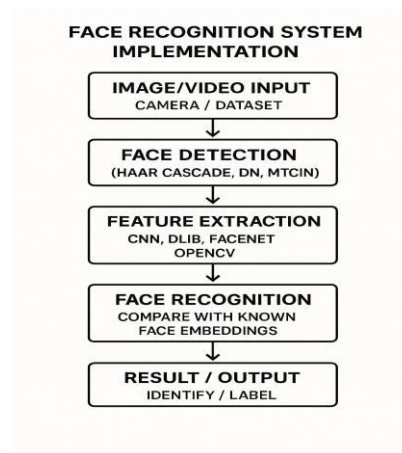 FACE RECOGNITION SYSTEM
IMPLEMENTATION
IMAGE/VIDEO INPUT
CAMERA / DATASET
FACE DETECTION
(HAAR CASCADE, DN, MTCIN)
FEATURE EXTRACTION
CNN, DLIB, FACENET
OPENCV
FACE RECOGNITION
COMPARE WITH KNOWN
FACE EMBEDDINGS
RESULT / OUTPUT
IDENTIFY / LABEL